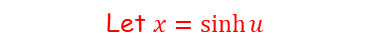 Let x = sinh u